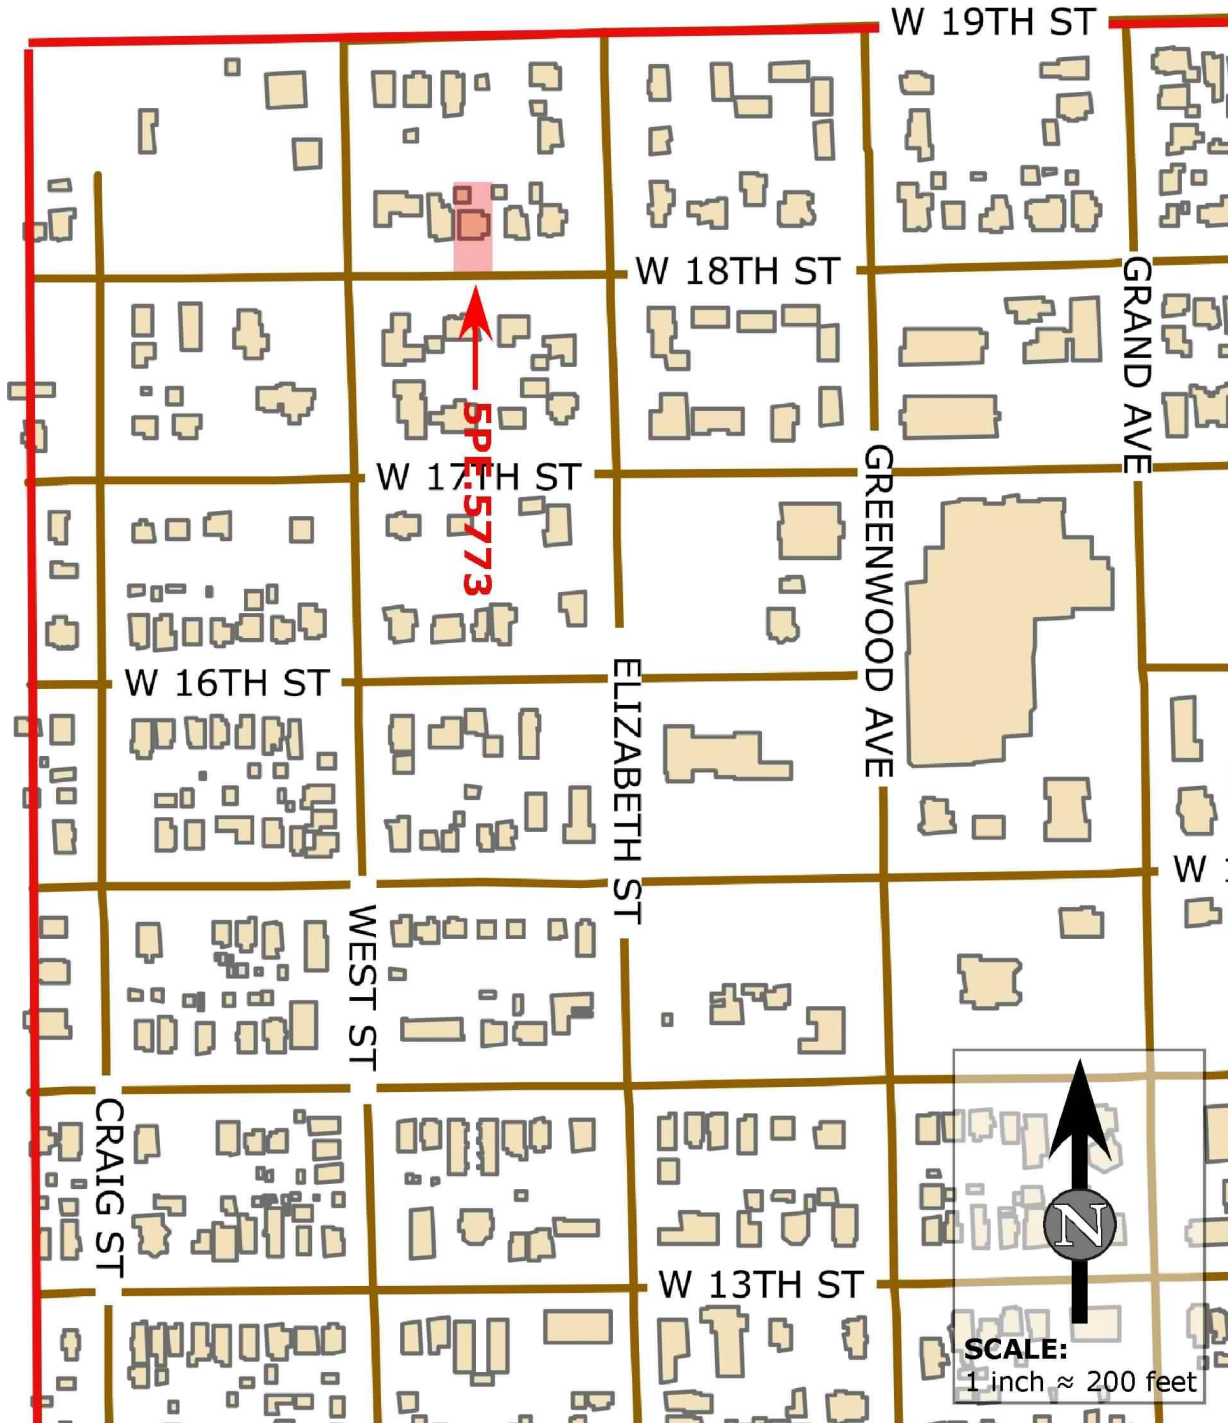 W 19TH ST
W 18TH ST
GRAND AVE
5PE.5773
W 17TH ST
GREENWOOD AVE
W 16TH ST
ELIZABETH ST
W 1
WEST ST
CRAIG ST
N
W 13TH ST
SCALE:
1 inch ≈ 200 feet